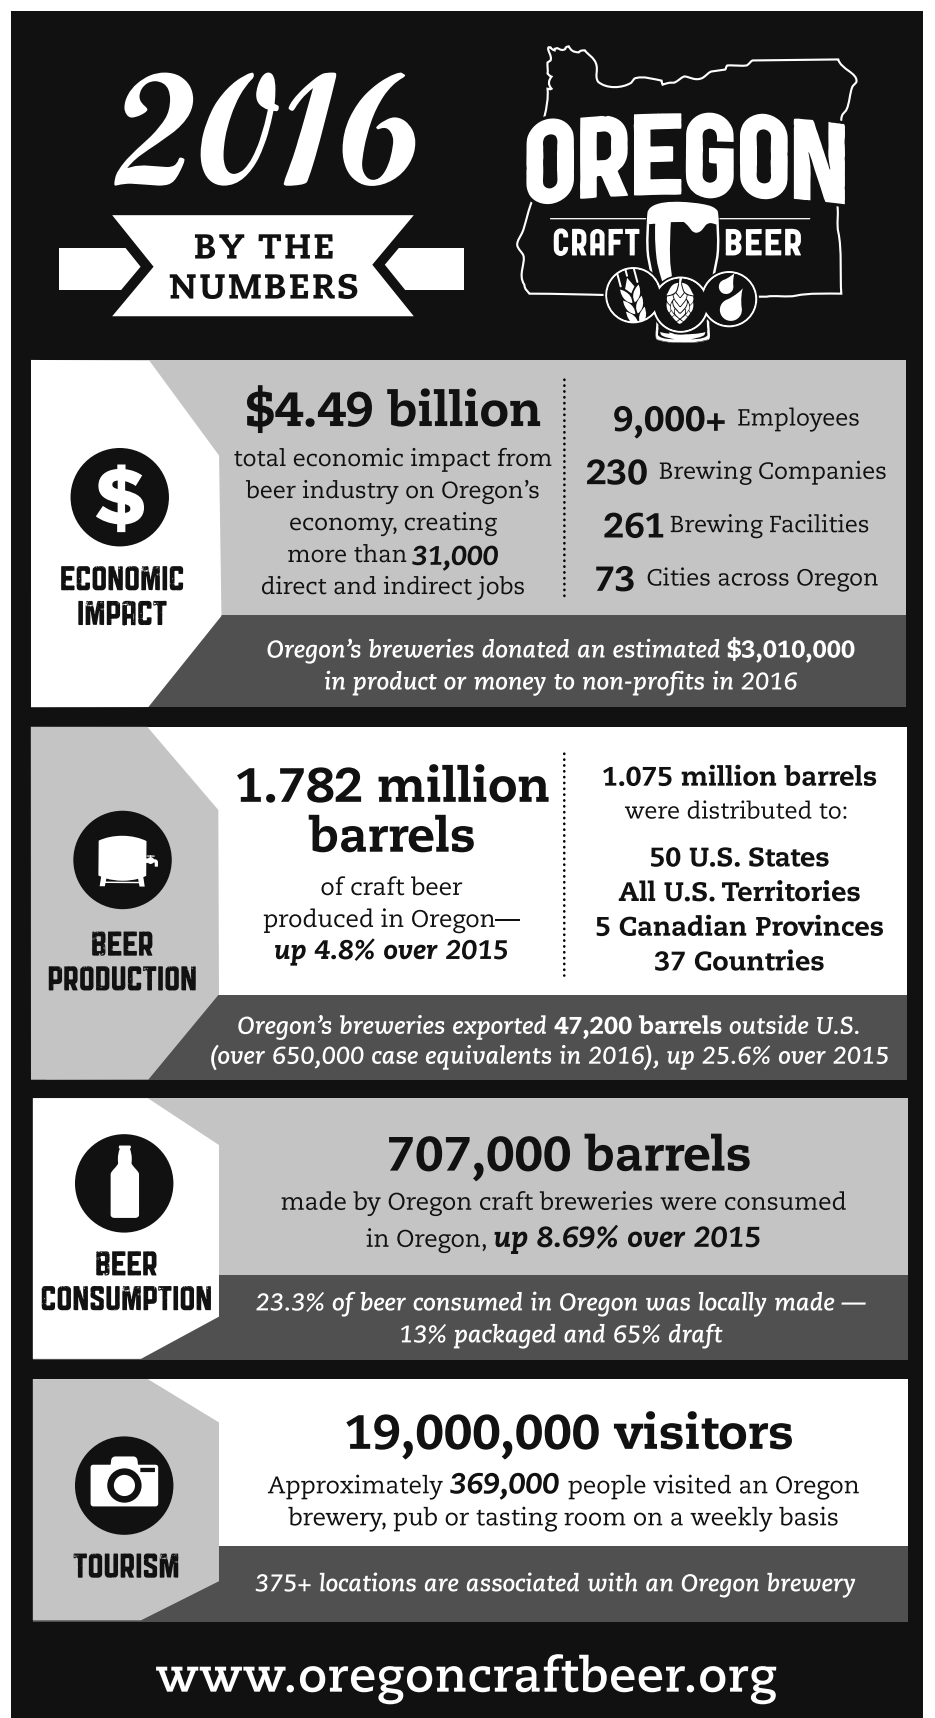 2016
BY THE
NUMBERS
OREGON
CRAFT BEER
$
ECONOMIC
IMPACT
$4.49 billion
total economic impact from
beer industry on Oregon's
economy, creating
more than 31,000
direct and indirect jobs
9,000+ Employees
230 Brewing Companies
261 Brewing Facilities
73 Cities across Oregon
Oregon's breweries donated an estimated $3,010,000
in product or money to non-profits in 2016
BEER
PRODUCTION
1.782 million
barrels
of craft beer
produced in Oregon—
up 4.8% over 2015
1.075 million barrels
were distributed to:
50 U.S. States
All U.S. Territories
5 Canadian Provinces
37 Countries
Oregon's breweries exported 47,200 barrels outside U.S.
(over 650,000 case equivalents in 2016), up 25.6% over 2015
BEER
CONSUMPTION
707,000 barrels
made by Oregon craft breweries were consumed
in Oregon, up 8.69% over 2015
23.3% of beer consumed in Oregon was locally made —
13% packaged and 65% draft
TOURISM
19,000,000 visitors
Approximately 369,000 people visited an Oregon
brewery, pub or tasting room on a weekly basis
375+ locations are associated with an Oregon brewery
www.oregoncraftbeer.org